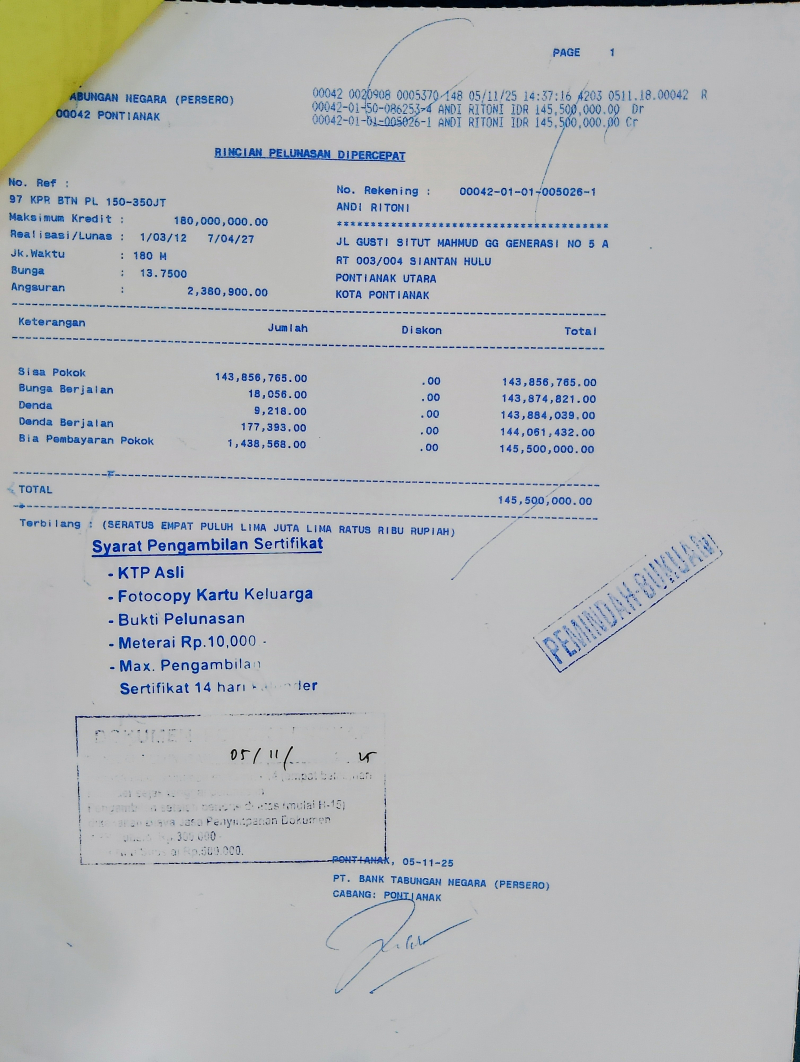 PAGE 1
ABUNGAN NEGARA (PERSERO)
00042 PONTIANAK
00042 0020908 0005370 148 05/11/25 14:37:16 4203 0511.18.00042 R
00042-01-50-086253-4 ANDI RITONI IDR 145,500,000.00 Dr
00042-01-01-005026-1 ANDI RITONI IDR 145,500,000.00 Cr
RINCIAN PELUNASAN DIPERCEPAT
No. Ref :
97 KPR BTN PL 150-350JT
Maksimum Kredit : 180,000,000.00
Realisasi/Lunas : 1/03/12 7/04/27
Jk.Waktu : 180 M
Bunga : 13.7500
Angsuran : 2,380,900.00
No. Rekening : 00042-01-01-005026-1
ANDI RITONI
****************************************
JL GUSTI SITUT MAHMUD GG GENERASI NO 5 A
RT 003/004 SIANTAN HULU
PONTIANAK UTARA
KOTA PONTIANAK
Keterangan Jumlah Diskon Total
Sisa Pokok 143,856,765.00 .00 143,856,765.00
Bunga Berjalan 18,056.00 .00 143,874,821.00
Denda 9,218.00 .00 143,884,039.00
Denda Berjalan 177,393.00 .00 144,061,432.00
Bia Pembayaran Pokok 1,438,568.00 .00 145,500,000.00
TOTAL 145,500,000.00
Terbilang : (SERATUS EMPAT PULUH LIMA JUTA LIMA RATUS RIBU RUPIAH)
Syarat Pengambilan Sertifikat
- KTP Asli
- Fotocopy Kartu Keluarga
- Bukti Pelunasan
- Meterai Rp.10,000 -
- Max. Pengambilan
Sertifikat 14 hari
PEMINDAH-BUKUAN
05/11/ 25
(mulai H-15)
Penyimpanan Dokumen
PONTIANAK, 05-11-25
PT. BANK TABUNGAN NEGARA (PERSERO)
CABANG: PONTIANAK